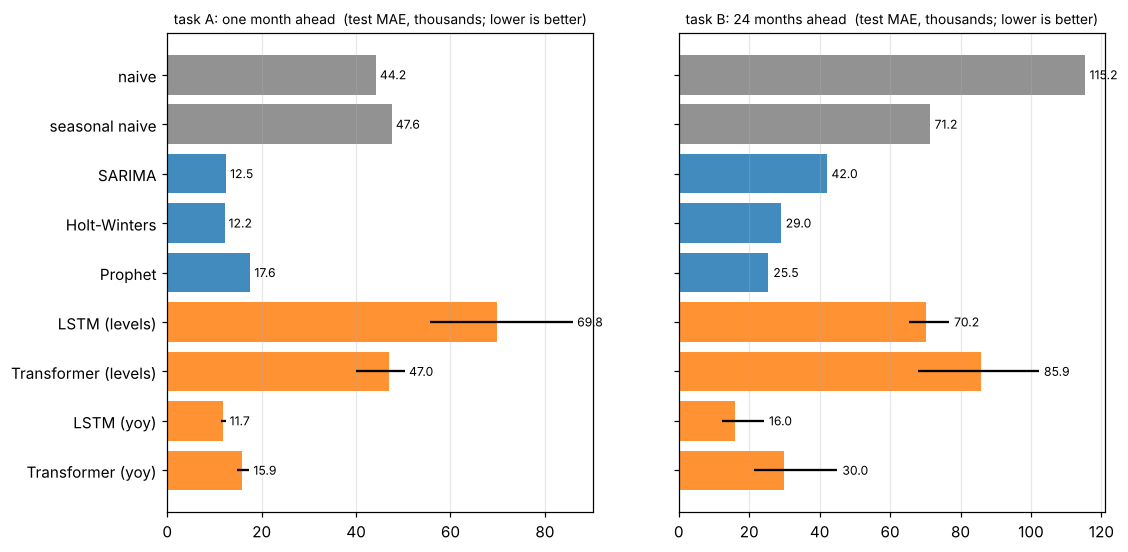 task A: one month ahead  (test MAE, thousands; lower is better)
task B: 24 months ahead  (test MAE, thousands; lower is better)
naive
44.2
115.2
seasonal naive
47.6
71.2
SARIMA
12.5
42.0
Holt-Winters
12.2
29.0
Prophet
17.6
25.5
LSTM (levels)
69.8
70.2
Transformer (levels)
47.0
85.9
LSTM (yoy)
11.7
16.0
Transformer (yoy)
15.9
30.0
0 20 40 60 80
0 20 40 60 80 100 120